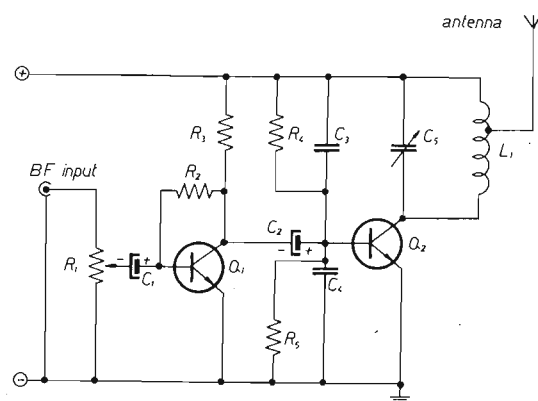 antenna
+
R3
R4
C3
C5
L1
R2
BF input
C2
- +
Q2
R1
- +
C1
Q1
C4
R5
-